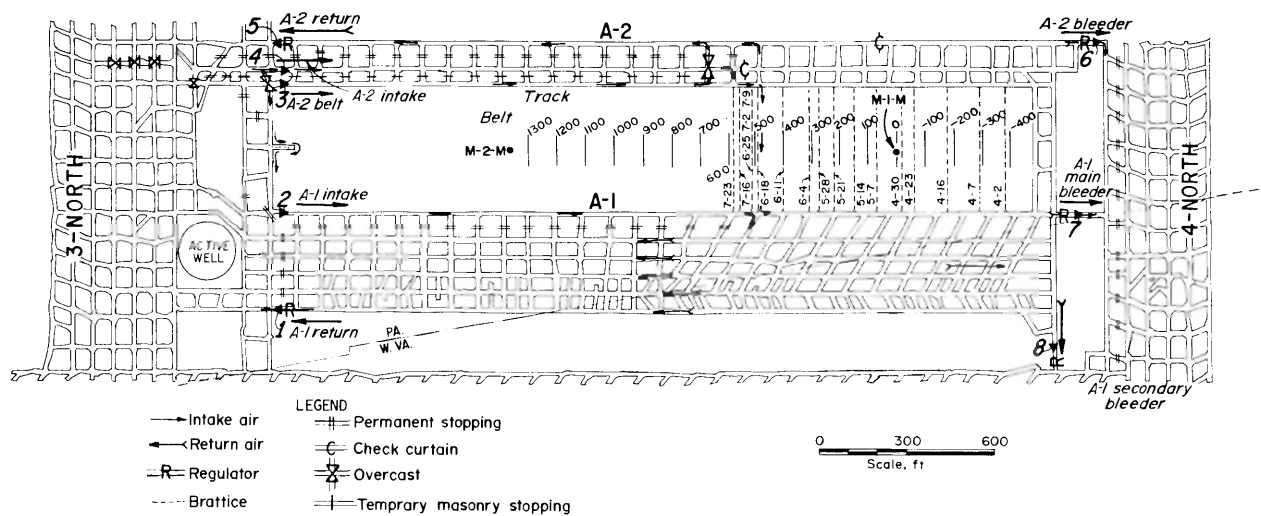 5 A-2 return
A-2
A-2 bleeder
R
4
R
6
3
A-2 belt
A-2 intake
Track
Belt
M-1-M
1300
1200
1100
1000
900
800
700
600
500
400
300
200
100
0
-100
-200
-300
-400
M-2-M
7-23
7-16
6-25
7-2
7-9
6-18
6-11
6-4
5-28
5-21
5-14
5-7
4-30
4-23
4-16
4-7
4-2
3-NORTH
4-NORTH
2
A-1 intake
A-1
A-1
main
bleeder
R
7
ACTIVE
WELL
R
1 A-1 return
PA.
W. VA.
8
R
A-1 secondary
bleeder
LEGEND
Intake air
Permanent stopping
Return air
C Check curtain
R Regulator
Overcast
Brattice
Temprary masonry stopping
0 300 600
Scale, ft